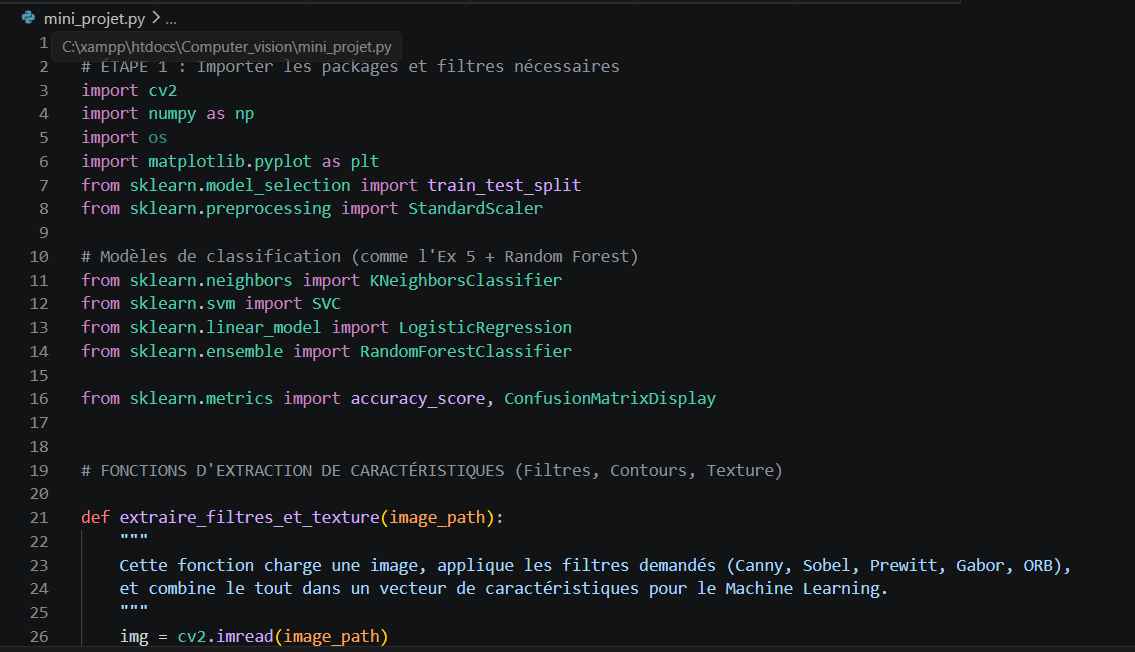 mini_projet.py > ...
1
C:\xampp\htdocs\Computer_vision\mini_projet.py
2 # ÉTAPE 1 : Importer les packages et filtres nécessaires
3 import cv2
4 import numpy as np
5 import os
6 import matplotlib.pyplot as plt
7 from sklearn.model_selection import train_test_split
8 from sklearn.preprocessing import StandardScaler
9
10 # Modèles de classification (comme l'Ex 5 + Random Forest)
11 from sklearn.neighbors import KNeighborsClassifier
12 from sklearn.svm import SVC
13 from sklearn.linear_model import LogisticRegression
14 from sklearn.ensemble import RandomForestClassifier
15
16 from sklearn.metrics import accuracy_score, ConfusionMatrixDisplay
17
18
19 # FONCTIONS D'EXTRACTION DE CARACTÉRISTIQUES (Filtres, Contours, Texture)
20
21 def extraire_filtres_et_texture(image_path):
22 """
23 Cette fonction charge une image, applique les filtres demandés (Canny, Sobel, Prewitt, Gabor, ORB),
24 et combine le tout dans un vecteur de caractéristiques pour le Machine Learning.
25 """
26 img = cv2.imread(image_path)